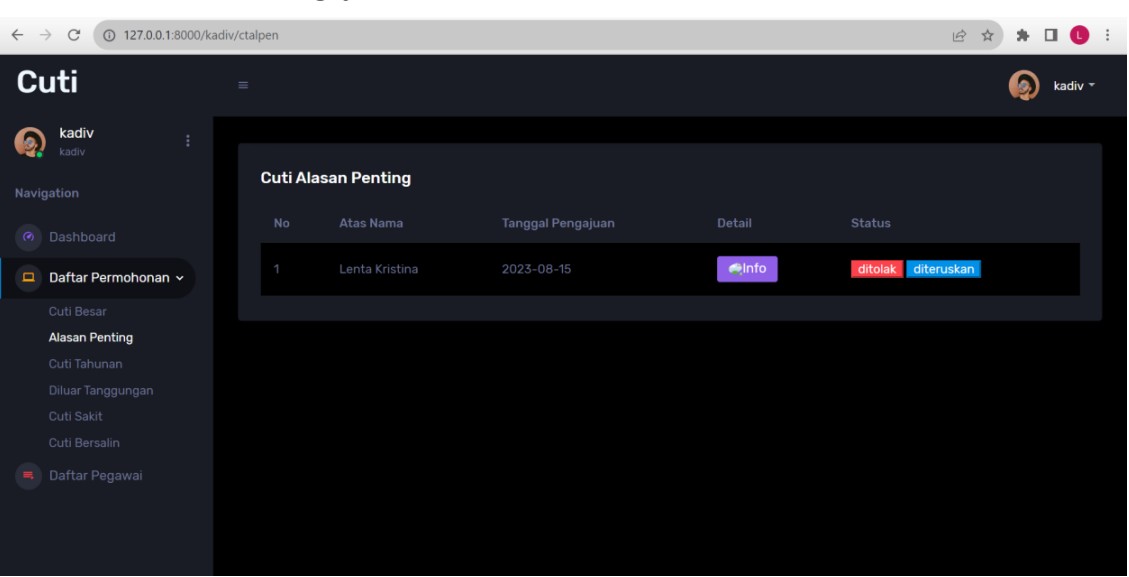 127.0.0.1:8000/kadiv/ctalpen
L
Cuti
kadiv
kadiv
kadiv
Navigation
Dashboard
Daftar Permohonan
Cuti Besar
Alasan Penting
Cuti Tahunan
Diluar Tanggungan
Cuti Sakit
Cuti Bersalin
Daftar Pegawai
Cuti Alasan Penting
No Atas Nama Tanggal Pengajuan Detail Status
1 Lenta Kristina 2023-08-15 Info ditolak diteruskan